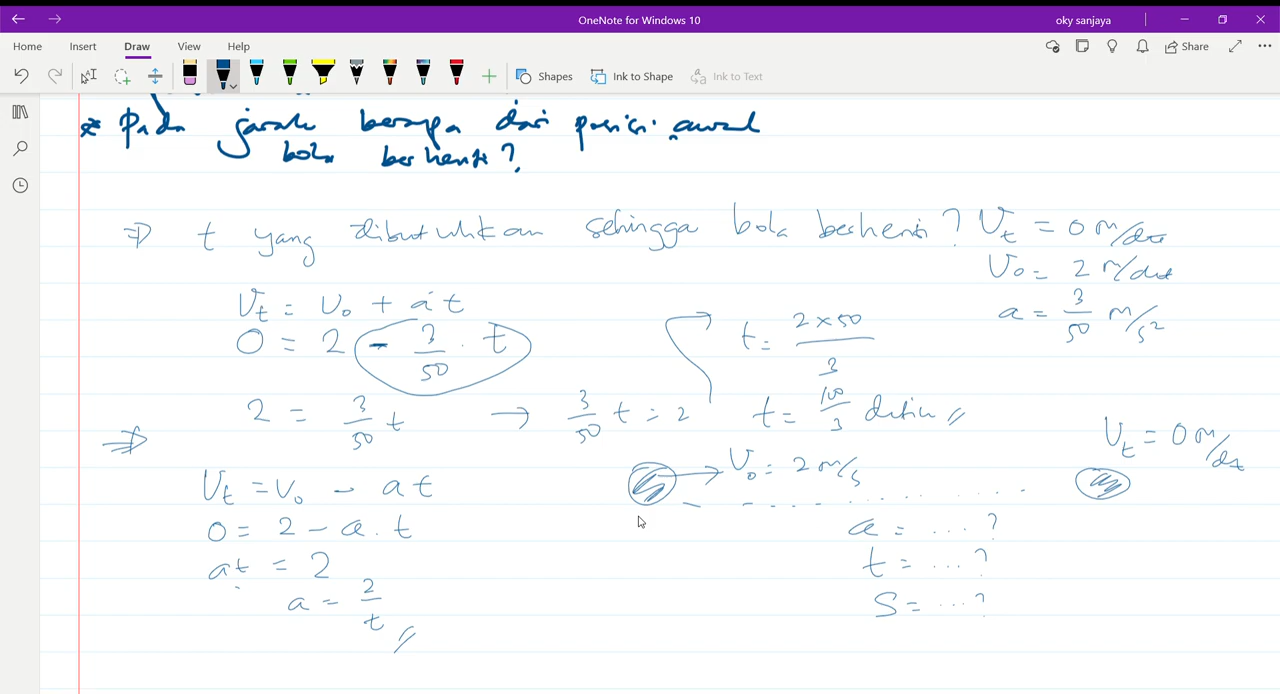 OneNote for Windows 10
oky sanjaya
Home Insert Draw View Help
Share
Shapes Ink to Shape Ink to Text
* Pada jarak berapa dari posisi awal
bola berhenti?
⇒ t yang dibutuhkan sehingga bola berhenti? Vt = 0 m/dt
Vo = 2 m/det
a = 3/50 m/s²
Vt = Vo + a t
0 = 2 - 3/50 . t
t = 2 x 50 / 3
2 = 3/50 t → 3/50 t = 2
t = 100/3 detik //
⇒
Vt = Vo - a t
Vo = 2 m/s
Vt = 0 m/dt
0 = 2 - a . t
a = ... ?
at = 2
t = ... ?
a = 2/t //
S = ... ?